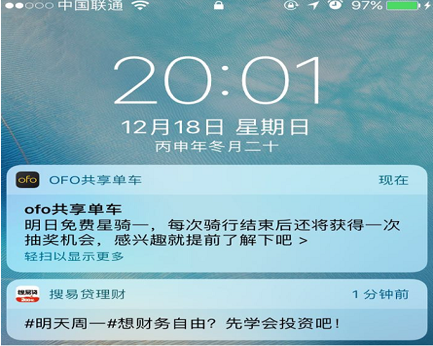 中国联通 97%
20:01
12月18日 星期日
丙申年冬月二十
ofo OFO共享单车 现在
ofo共享单车
明日免费星骑一，每次骑行结束后还将获得一次
抽奖机会，感兴趣就提前了解下吧 >
轻扫以显示更多
搜易贷 搜易贷理财 1 分钟前
#明天周一#想财务自由？先学会投资吧！